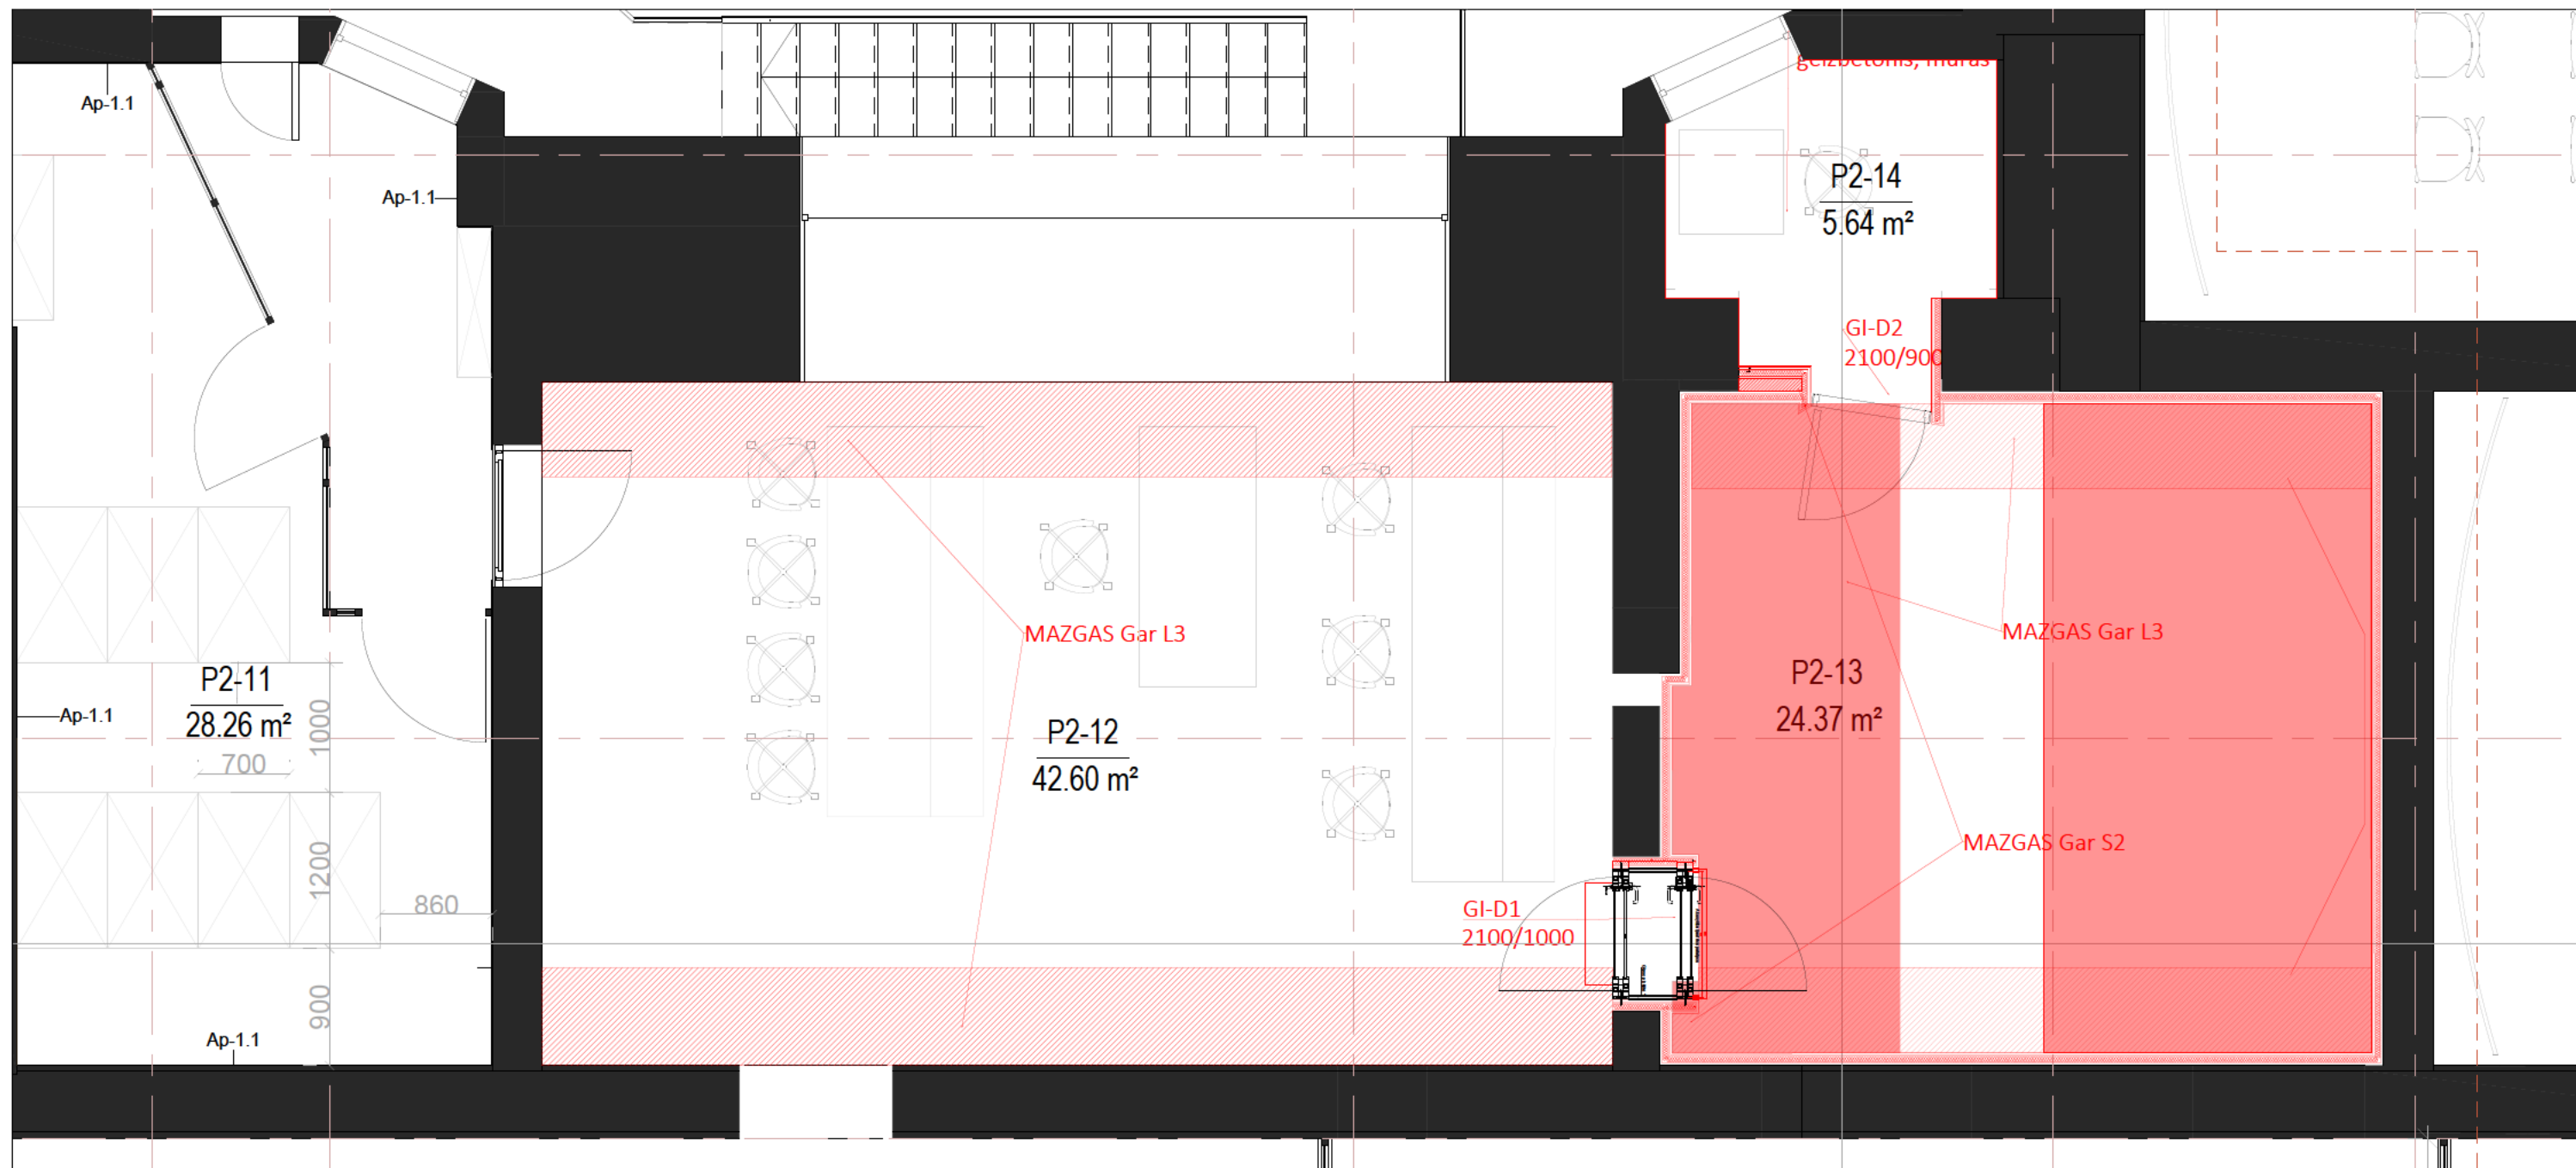 Ap-1.1
Ap-1.1
P2-14
5.64 m²
GI-D2
2100/900
MAZGAS Gar L3
MAZGAS Gar L3
P2-11
28.26 m²
Ap-1.1
1000
700
P2-12
42.60 m²
P2-13
24.37 m²
MAZGAS Gar S2
1200
860
GI-D1
2100/1000
900
Ap-1.1